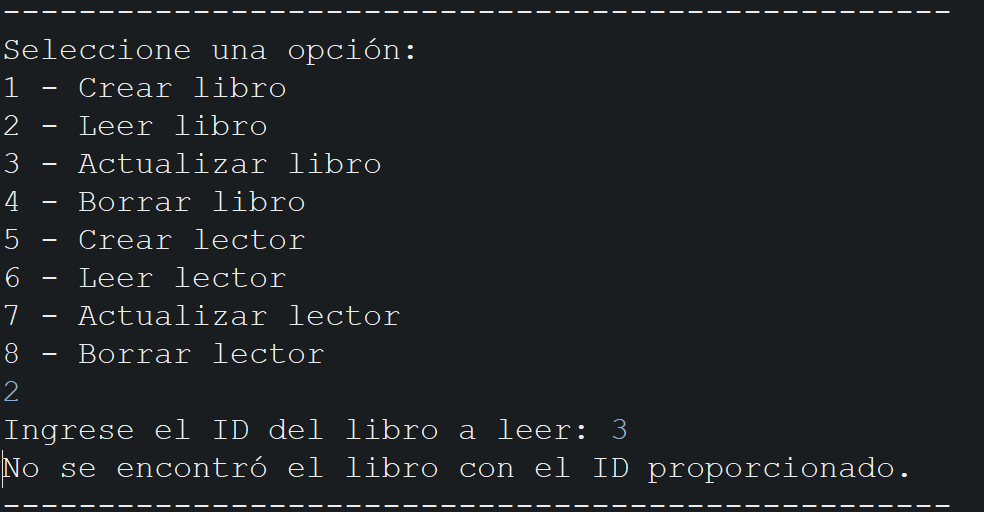 --------------------------------------------------
Seleccione una opción:
1 - Crear libro
2 - Leer libro
3 - Actualizar libro
4 - Borrar libro
5 - Crear lector
6 - Leer lector
7 - Actualizar lector
8 - Borrar lector
2
Ingrese el ID del libro a leer: 3
No se encontró el libro con el ID proporcionado.
--------------------------------------------------